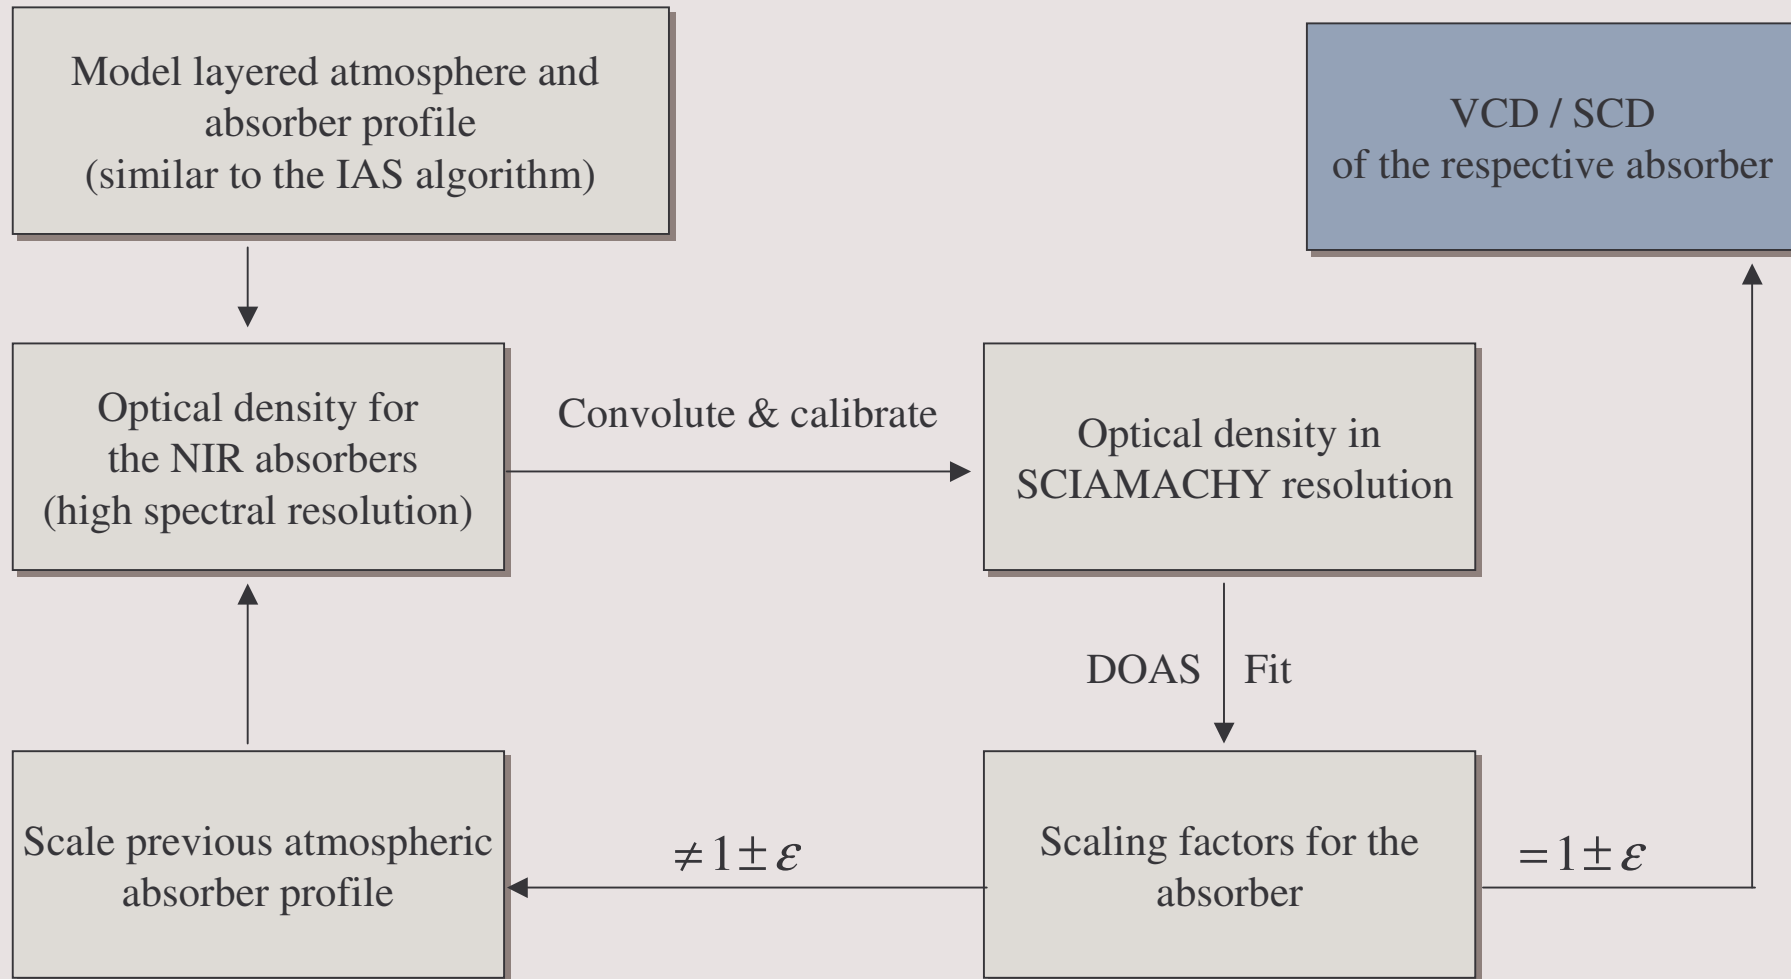 Model layered atmosphere and
absorber profile
(similar to the IAS algorithm)
VCD / SCD
of the respective absorber
Optical density for
the NIR absorbers
(high spectral resolution)
Convolute & calibrate
Optical density in
SCIAMACHY resolution
DOAS Fit
Scale previous atmospheric
absorber profile
≠ 1 ± ε
Scaling factors for the
absorber
= 1 ± ε